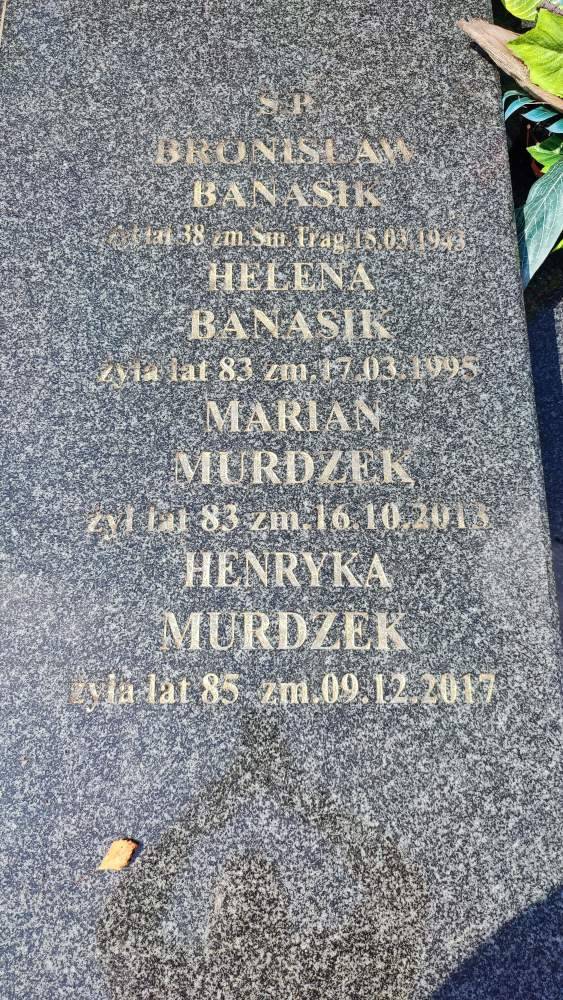 Ś.P.
BRONISŁAW
BANASIK
żył lat 38 zm.Śm.Trag.15.03.1943
HELENA
BANASIK
żyła lat 83 zm.17.03.1995
MARIAN
MURDZEK
żył lat 83 zm.16.10.2013
HENRYKA
MURDZEK
żyła lat 85 zm.09.12.2017